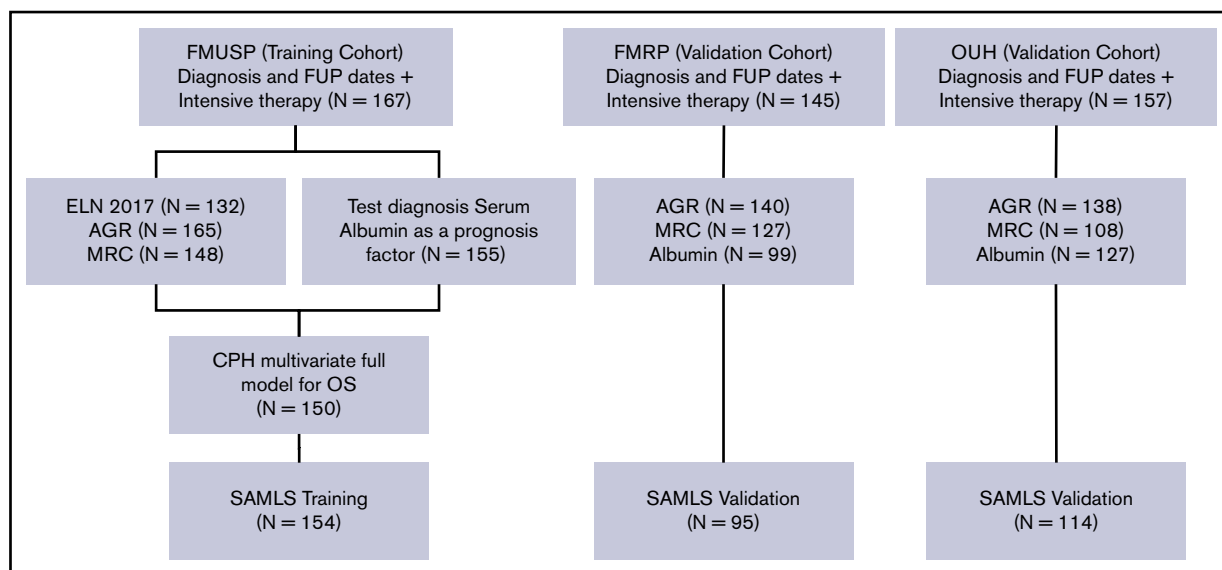 FMUSP (Training Cohort)
Diagnosis and FUP dates +
Intensive therapy (N = 167)
ELN 2017 (N = 132)
AGR (N = 165)
MRC (N = 148)
Test diagnosis Serum
Albumin as a prognosis
factor (N = 155)
CPH multivariate full
model for OS
(N = 150)
SAMLS Training
(N = 154)
FMRP (Validation Cohort)
Diagnosis and FUP dates +
Intensive therapy (N = 145)
AGR (N = 140)
MRC (N = 127)
Albumin (N = 99)
SAMLS Validation
(N = 95)
OUH (Validation Cohort)
Diagnosis and FUP dates +
Intensive therapy (N = 157)
AGR (N = 138)
MRC (N = 108)
Albumin (N = 127)
SAMLS Validation
(N = 114)